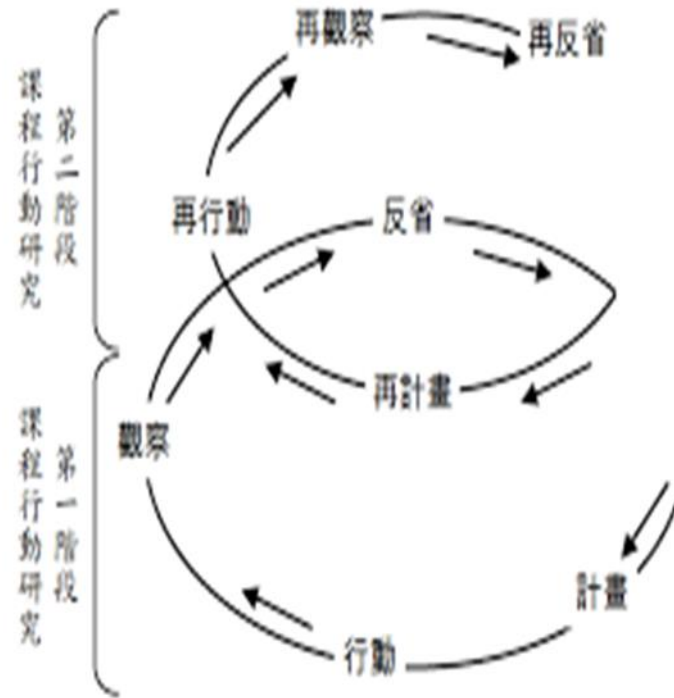 再觀察
再反省
第二階段
課程行動研究
再行動
反省
再計畫
觀察
第一階段
課程行動研究
計畫
行動